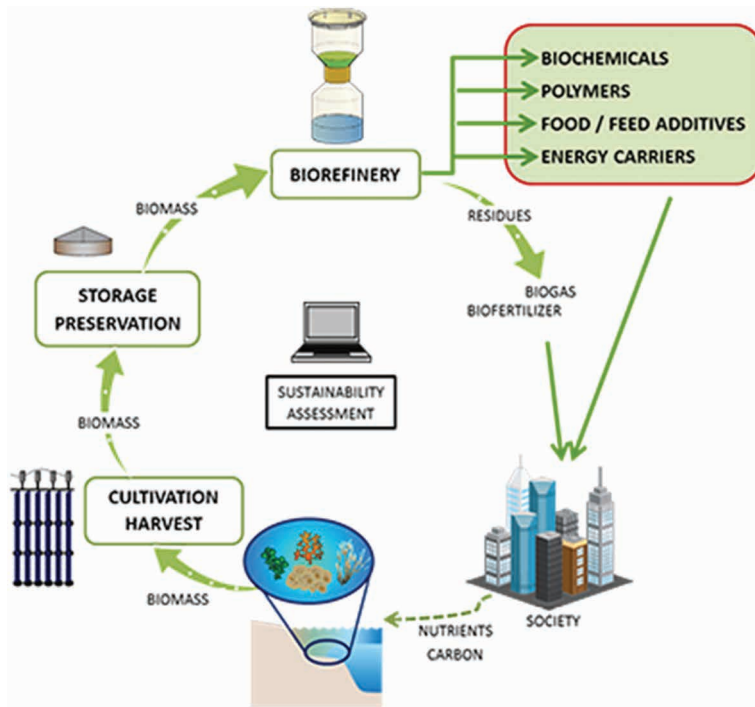 BIOCHEMICALS
POLYMERS
FOOD / FEED ADDITIVES
ENERGY CARRIERS
BIOREFINERY
BIOMASS
RESIDUES
STORAGE
PRESERVATION
BIOGAS
BIOFERTILIZER
SUSTAINABILITY
ASSESSMENT
BIOMASS
CULTIVATION
HARVEST
BIOMASS
SOCIETY
NUTRIENTS
CARBON